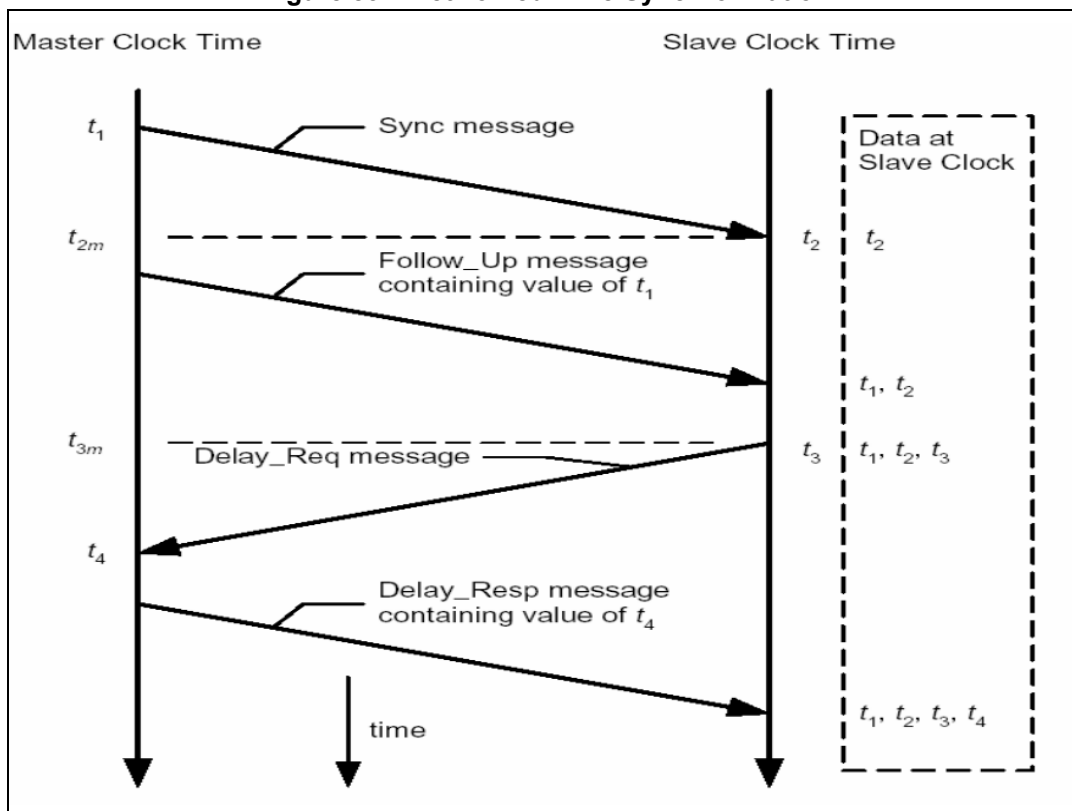 Master Clock Time
Slave Clock Time
t1
Sync message
Data at
Slave Clock
t2m
t2
t2
Follow_Up message
containing value of t1
t1, t2
t3m
Delay_Req message
t3
t1, t2, t3
t4
Delay_Resp message
containing value of t4
t1, t2, t3, t4
time